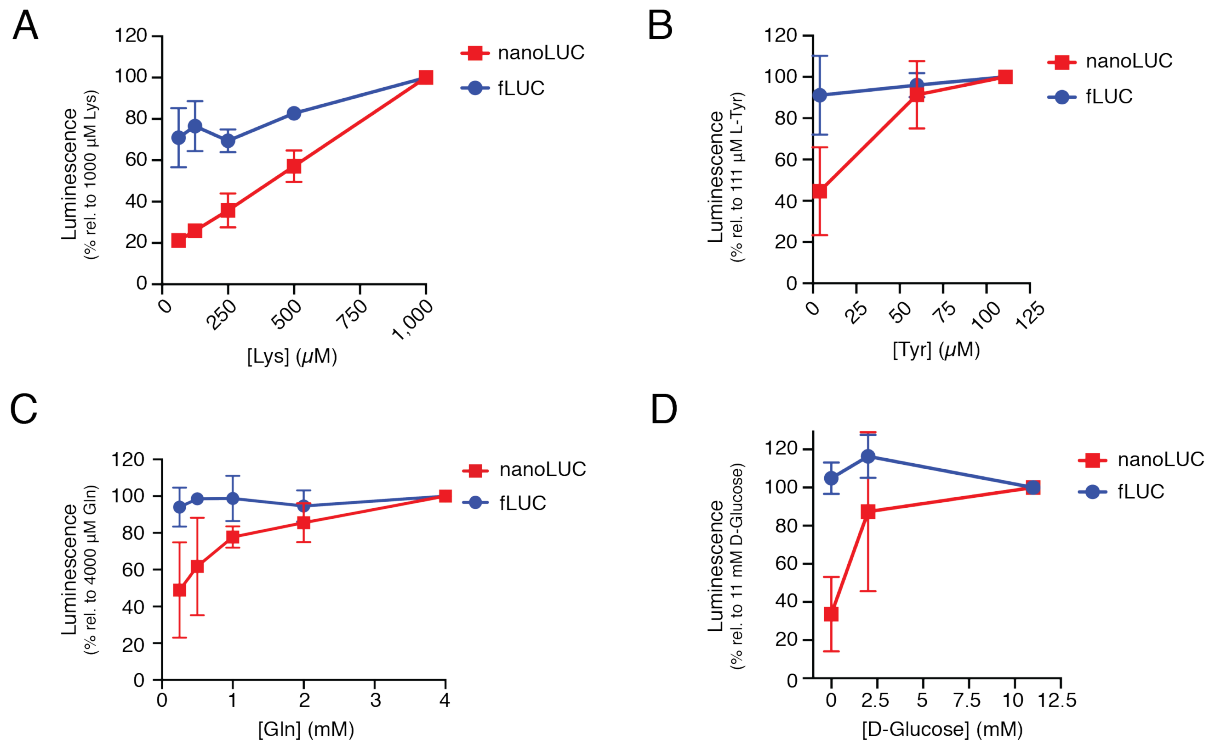 A
120
100
80
60
40
20
0
Luminescence
(% rel. to 1000 µM Lys)
0
250
500
750
1,000
[Lys] (µM)
nanoLUC
fLUC
B
120
100
80
60
40
20
0
Luminescence
(% rel. to 111 µM L-Tyr)
0
25
50
75
100
125
[Tyr] (µM)
nanoLUC
fLUC
C
120
100
80
60
40
20
0
Luminescence
(% rel. to 4000 µM Gln)
0
1
2
3
4
[Gln] (mM)
nanoLUC
fLUC
D
120
100
80
60
40
20
0
Luminescence
(% rel. to 11 mM D-Glucose)
0
2.5
5
7.5
10
12.5
[D-Glucose] (mM)
nanoLUC
fLUC